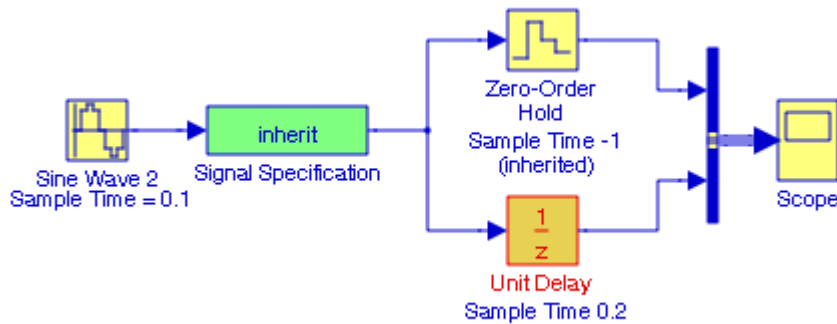 Zero-Order
Hold
Sample Time -1
(inherited)
inherit
Signal Specification
Sine Wave 2
Sample Time = 0.1
Scope
1
z
Unit Delay
Sample Time 0.2